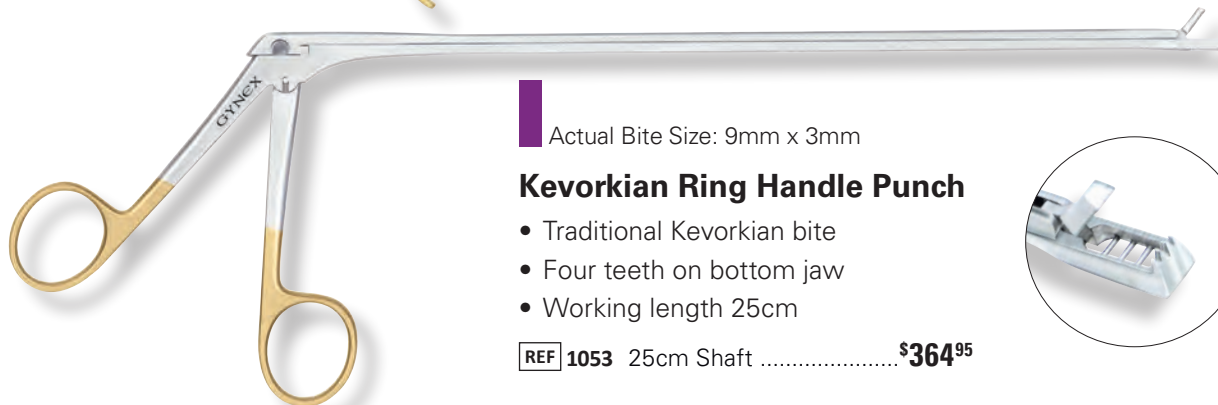 GYNEX
Actual Bite Size: 9mm x 3mm
Kevorkian Ring Handle Punch
• Traditional Kevorkian bite
• Four teeth on bottom jaw
• Working length 25cm
REF 1053 25cm Shaft ......................$364.95